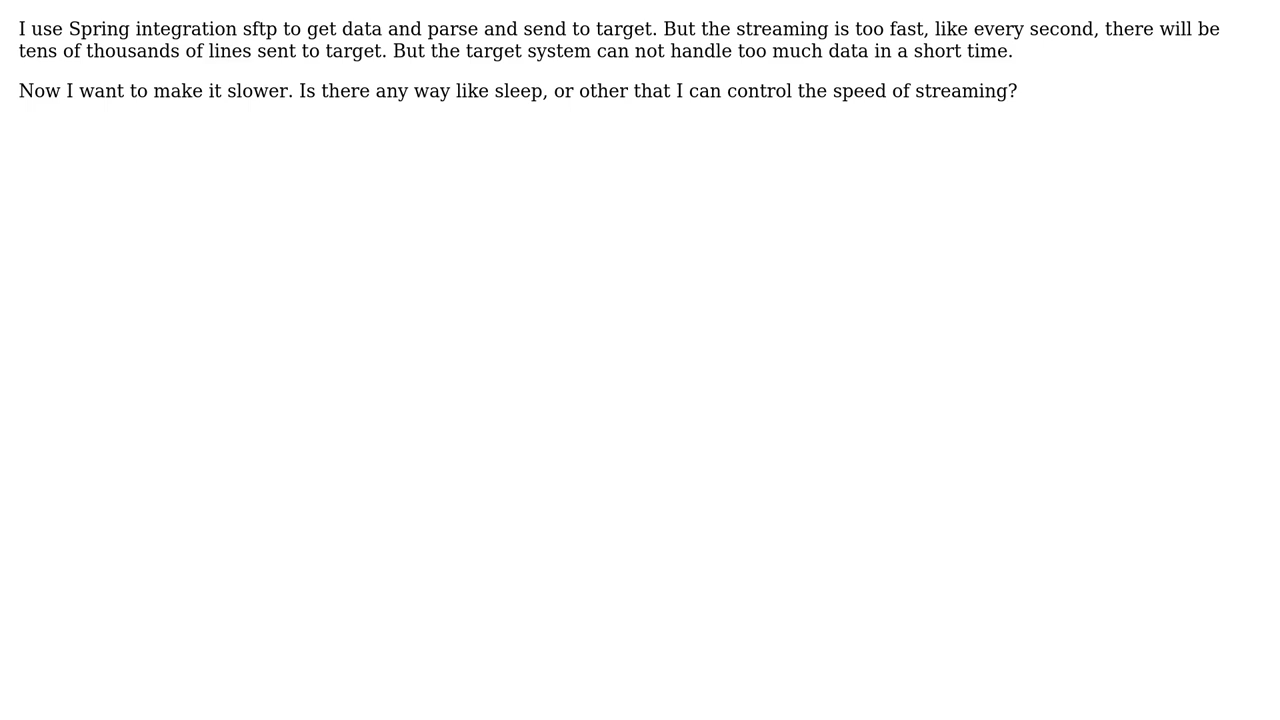 I use Spring integration sftp to get data and parse and send to target. But the streaming is too fast, like every second, there will be
tens of thousands of lines sent to target. But the target system can not handle too much data in a short time.
Now I want to make it slower. Is there any way like sleep, or other that I can control the speed of streaming?